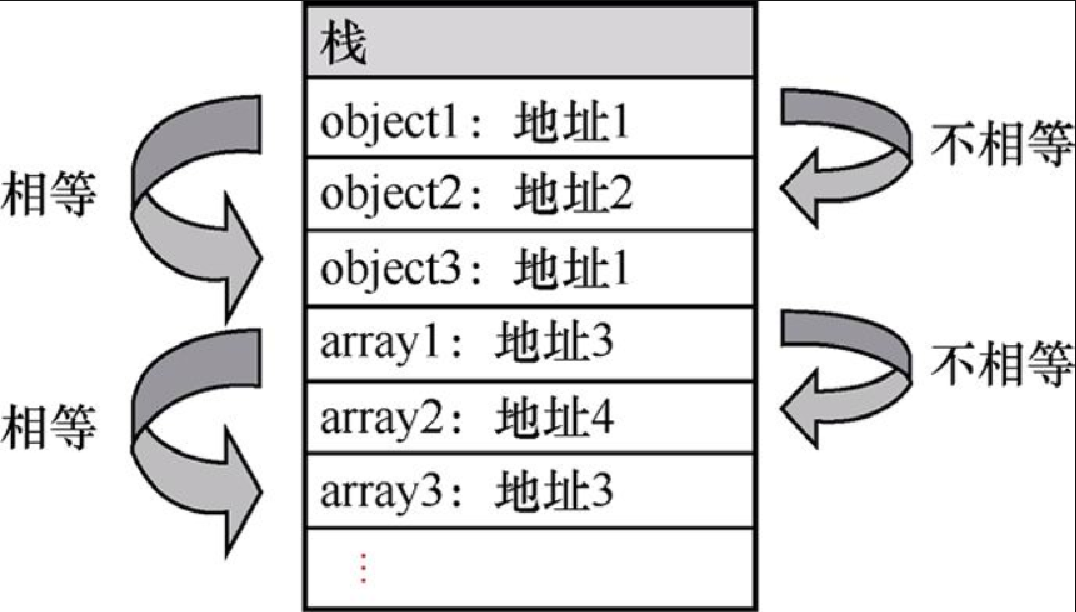 栈
object1：地址1
不相等
相等
object2：地址2
object3：地址1
array1：地址3
不相等
相等
array2：地址4
array3：地址3
⋮